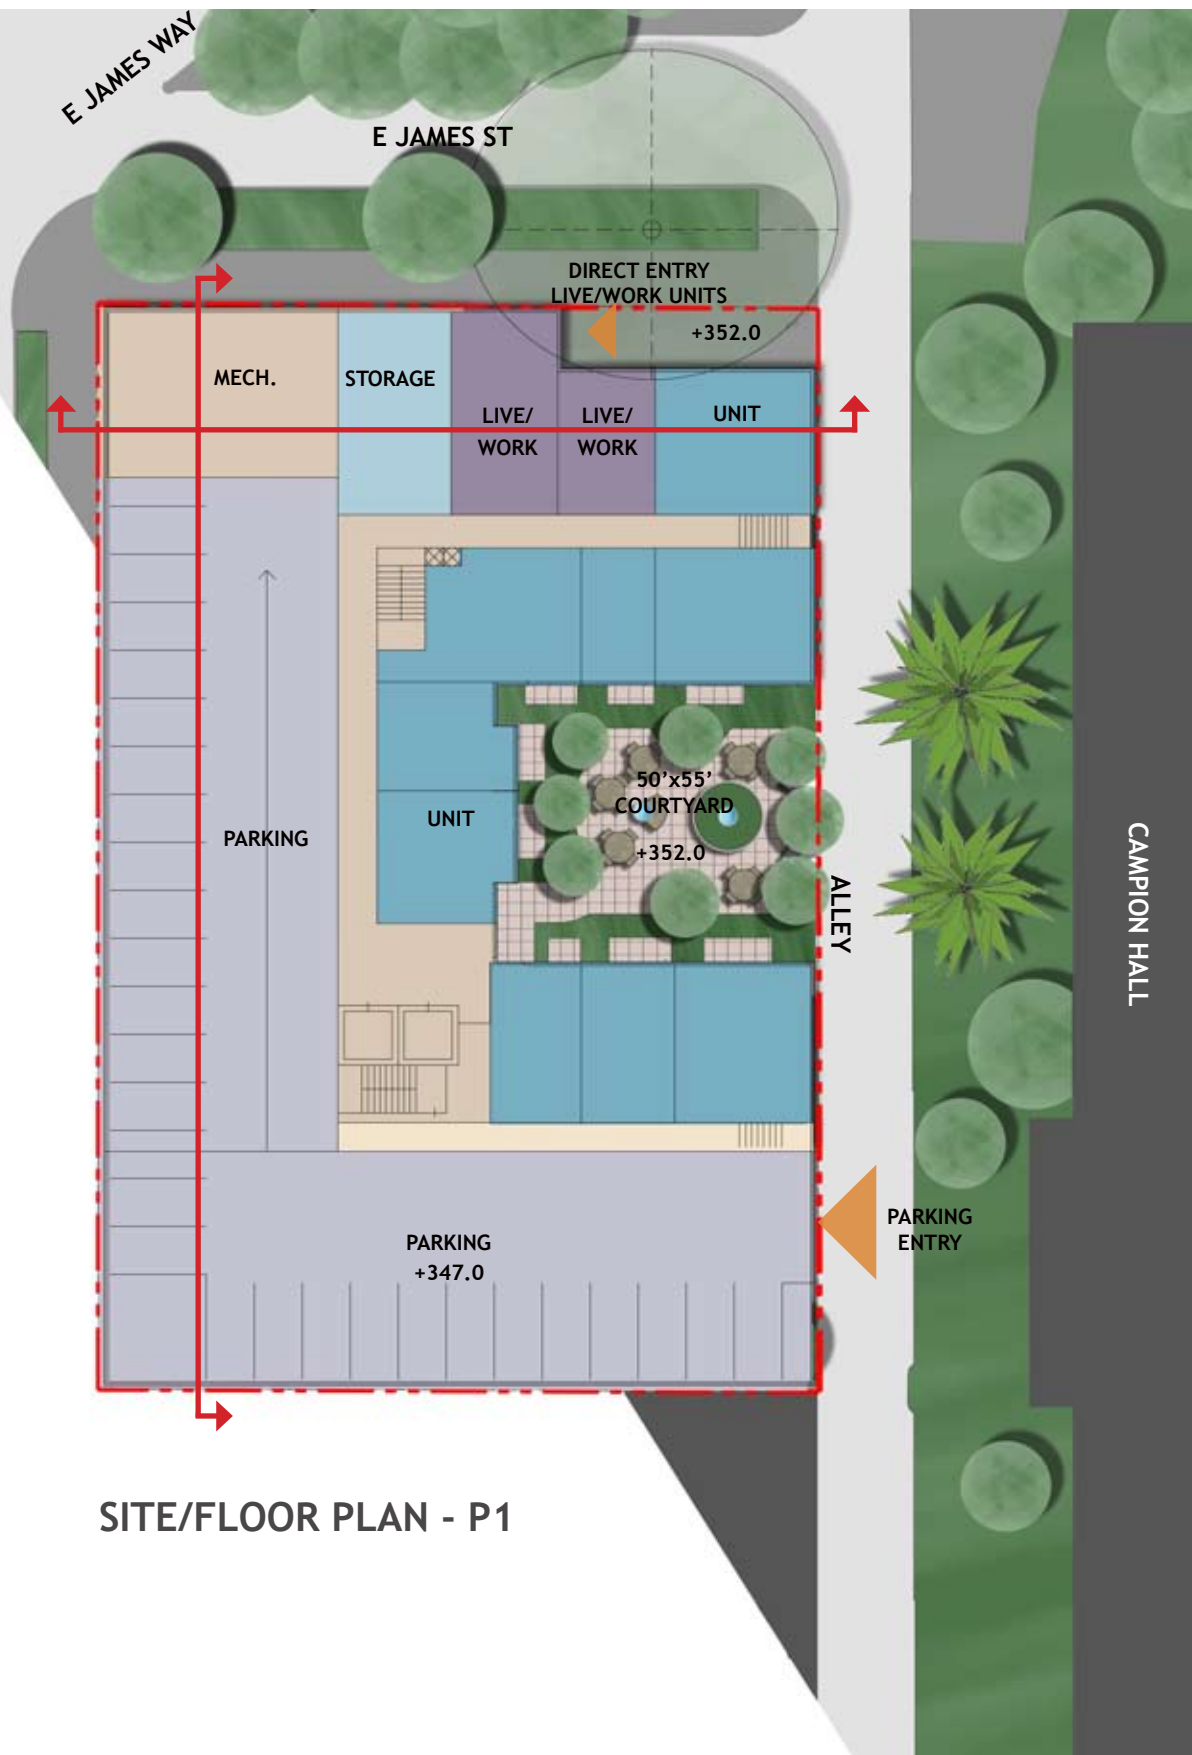 E JAMES WAY
E JAMES ST
DIRECT ENTRY
LIVE/WORK UNITS
+352.0
MECH.
STORAGE
LIVE/
WORK
LIVE/
WORK
UNIT
50'x55'
COURTYARD
+352.0
UNIT
PARKING
ALLEY
CAMPION HALL
PARKING
ENTRY
PARKING
+347.0
SITE/FLOOR PLAN - P1